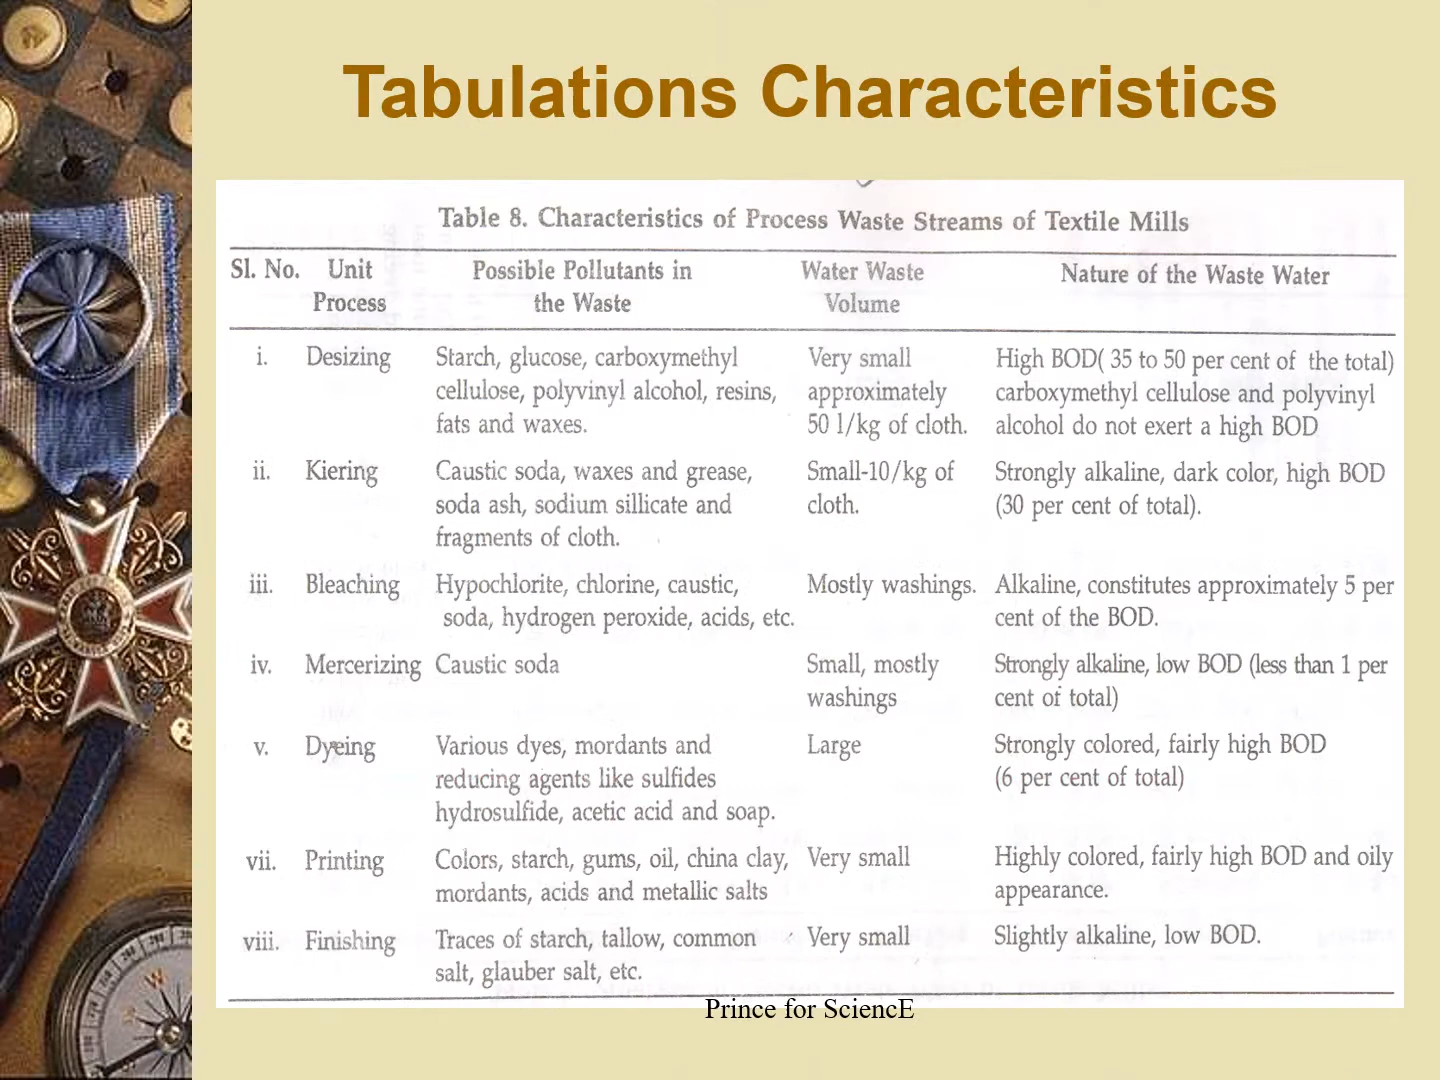 Tabulations Characteristics
Table 8. Characteristics of Process Waste Streams of Textile Mills
Sl. No. Unit Process Possible Pollutants in the Waste Water Waste Volume Nature of the Waste Water
i. Desizing Starch, glucose, carboxymethyl Very small High BOD( 35 to 50 per cent of the total)
cellulose, polyvinyl alcohol, resins, approximately carboxymethyl cellulose and polyvinyl
fats and waxes. 50 l/kg of cloth. alcohol do not exert a high BOD
ii. Kiering Caustic soda, waxes and grease, Small-10/kg of Strongly alkaline, dark color, high BOD
soda ash, sodium sillicate and cloth. (30 per cent of total).
fragments of cloth.
iii. Bleaching Hypochlorite, chlorine, caustic, Mostly washings. Alkaline, constitutes approximately 5 per
soda, hydrogen peroxide, acids, etc. cent of the BOD.
iv. Mercerizing Caustic soda Small, mostly Strongly alkaline, low BOD (less than 1 per
washings cent of total)
v. Dyeing Various dyes, mordants and Large Strongly colored, fairly high BOD
reducing agents like sulfides (6 per cent of total)
hydrosulfide, acetic acid and soap.
vii. Printing Colors, starch, gums, oil, china clay, Very small Highly colored, fairly high BOD and oily
mordants, acids and metallic salts appearance.
viii. Finishing Traces of starch, tallow, common Very small Slightly alkaline, low BOD.
salt, glauber salt, etc.
Prince for SciencE